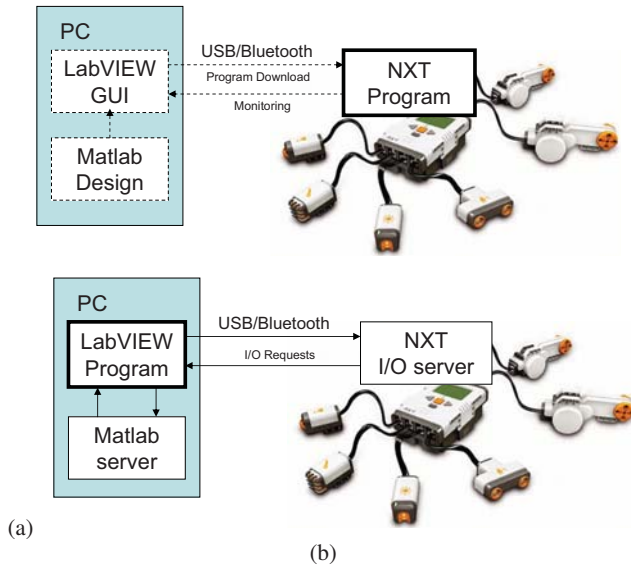 PC
LabVIEW
GUI
Matlab
Design
USB/Bluetooth
Program Download
Monitoring
NXT
Program
PC
LabVIEW
Program
Matlab
server
USB/Bluetooth
I/O Requests
NXT
I/O server
(a)
(b)